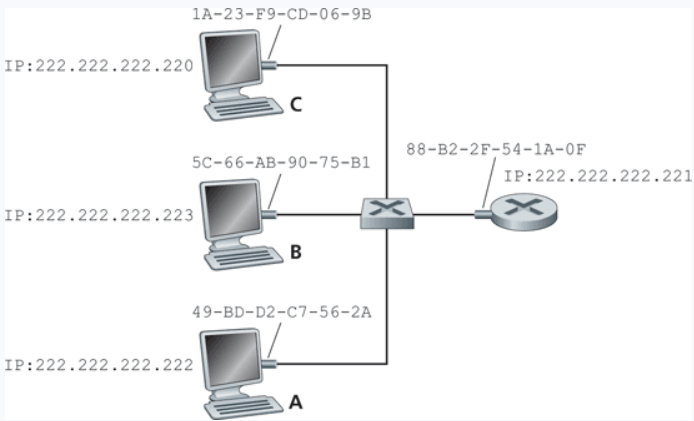 1A-23-F9-CD-06-9B
IP:222.222.222.220
C
88-B2-2F-54-1A-0F
5C-66-AB-90-75-B1
IP:222.222.222.221
IP:222.222.222.223
B
49-BD-D2-C7-56-2A
IP:222.222.222.222
A